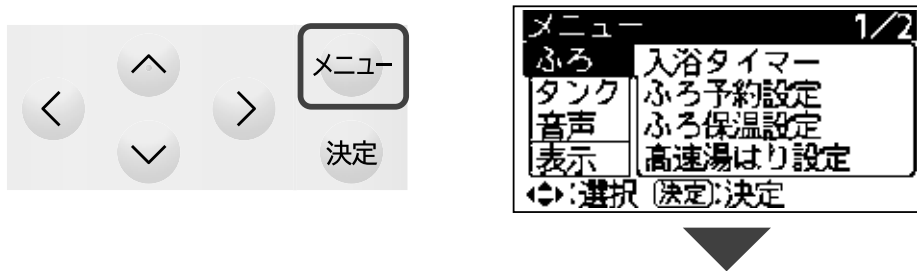 メニュー
決定
メニュー 1/2
ふろ 入浴タイマー
タンク ふろ予約設定
音声 ふろ保温設定
表示 高速湯はり設定
:選択 決定:決定